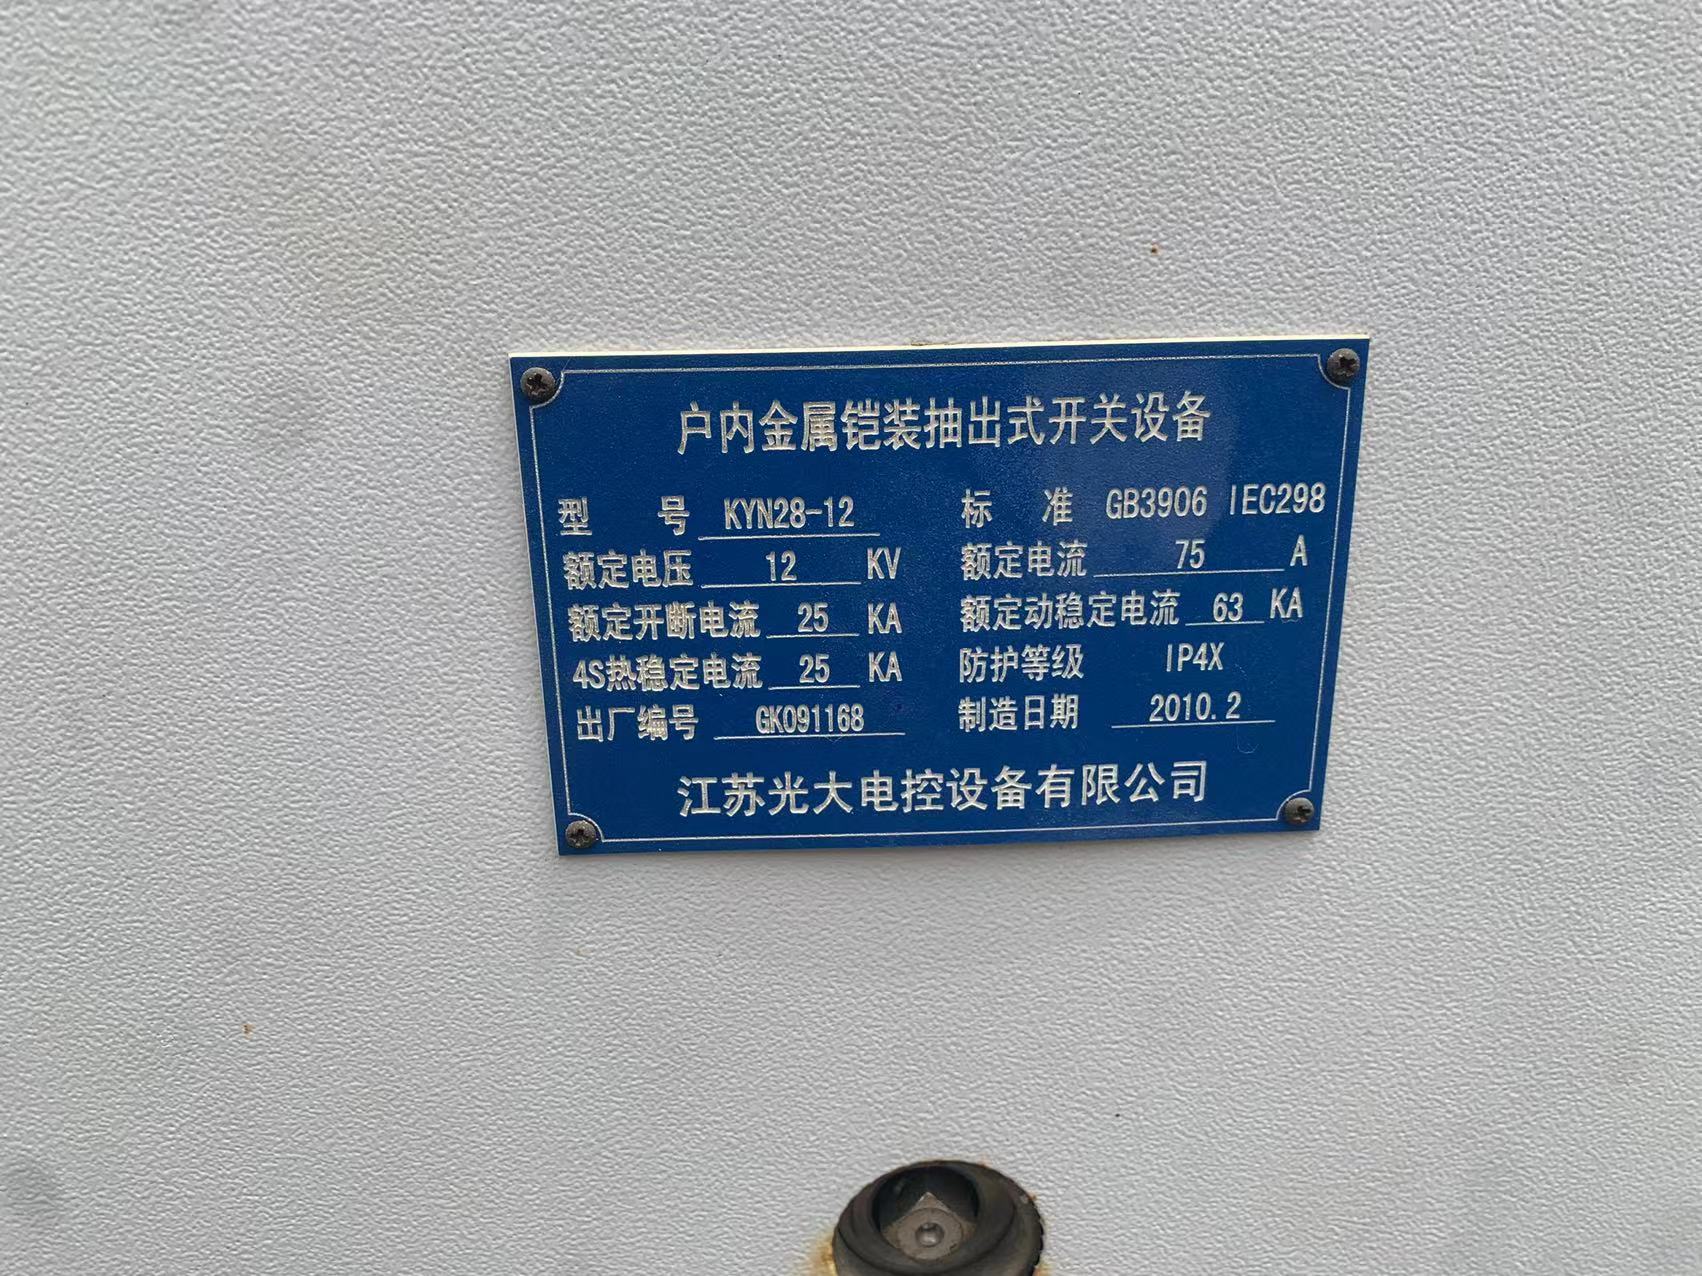 户内金属铠装抽出式开关设备
型 号 KYN28-12 标 准 GB3906 IEC298
额定电压 12 KV 额定电流 75 A
额定开断电流 25 KA 额定动稳定电流 63 KA
4S热稳定电流 25 KA 防护等级 IP4X
出厂编号 GK091168 制造日期 2010.2
江苏光大电控设备有限公司